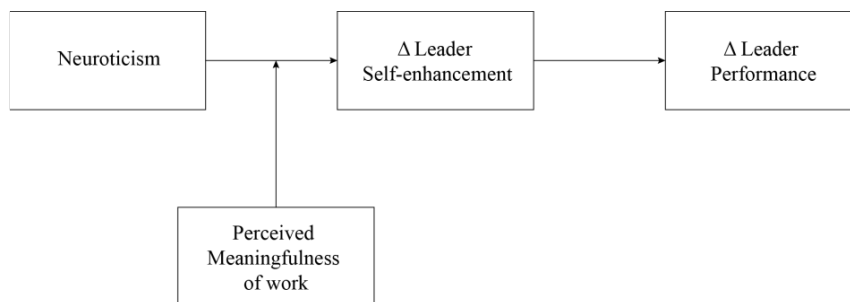 Neuroticism
Δ Leader
Self-enhancement
Δ Leader
Performance
Perceived
Meaningfulness
of work